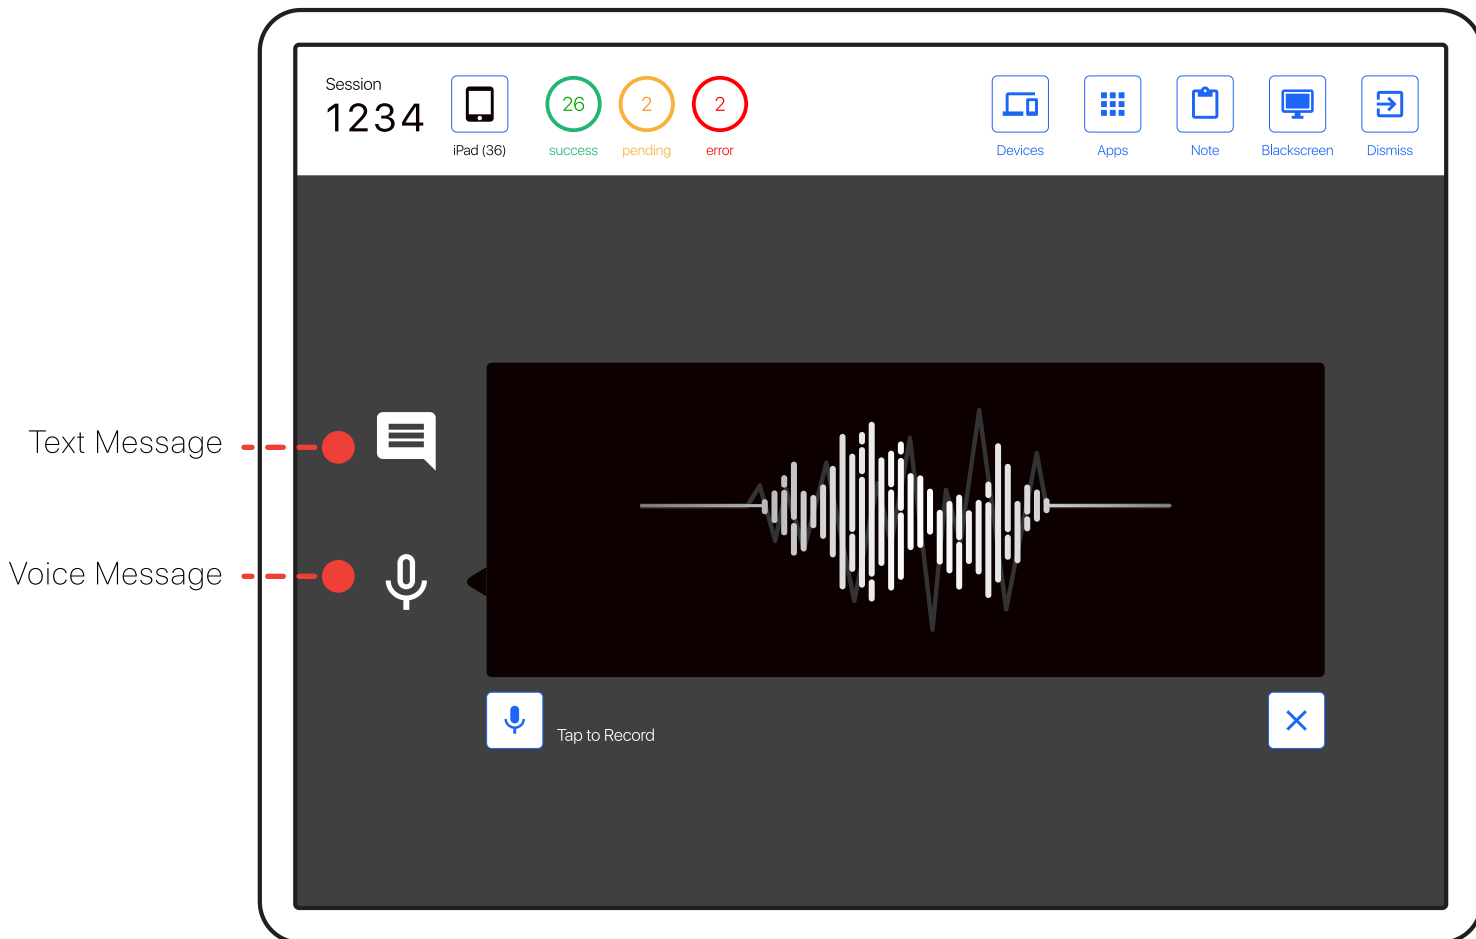 Session
1234
iPad (36)
26
success
2
pending
2
error
Devices
Apps
Note
Blackscreen
Dismiss
Text Message
Voice Message
Tap to Record